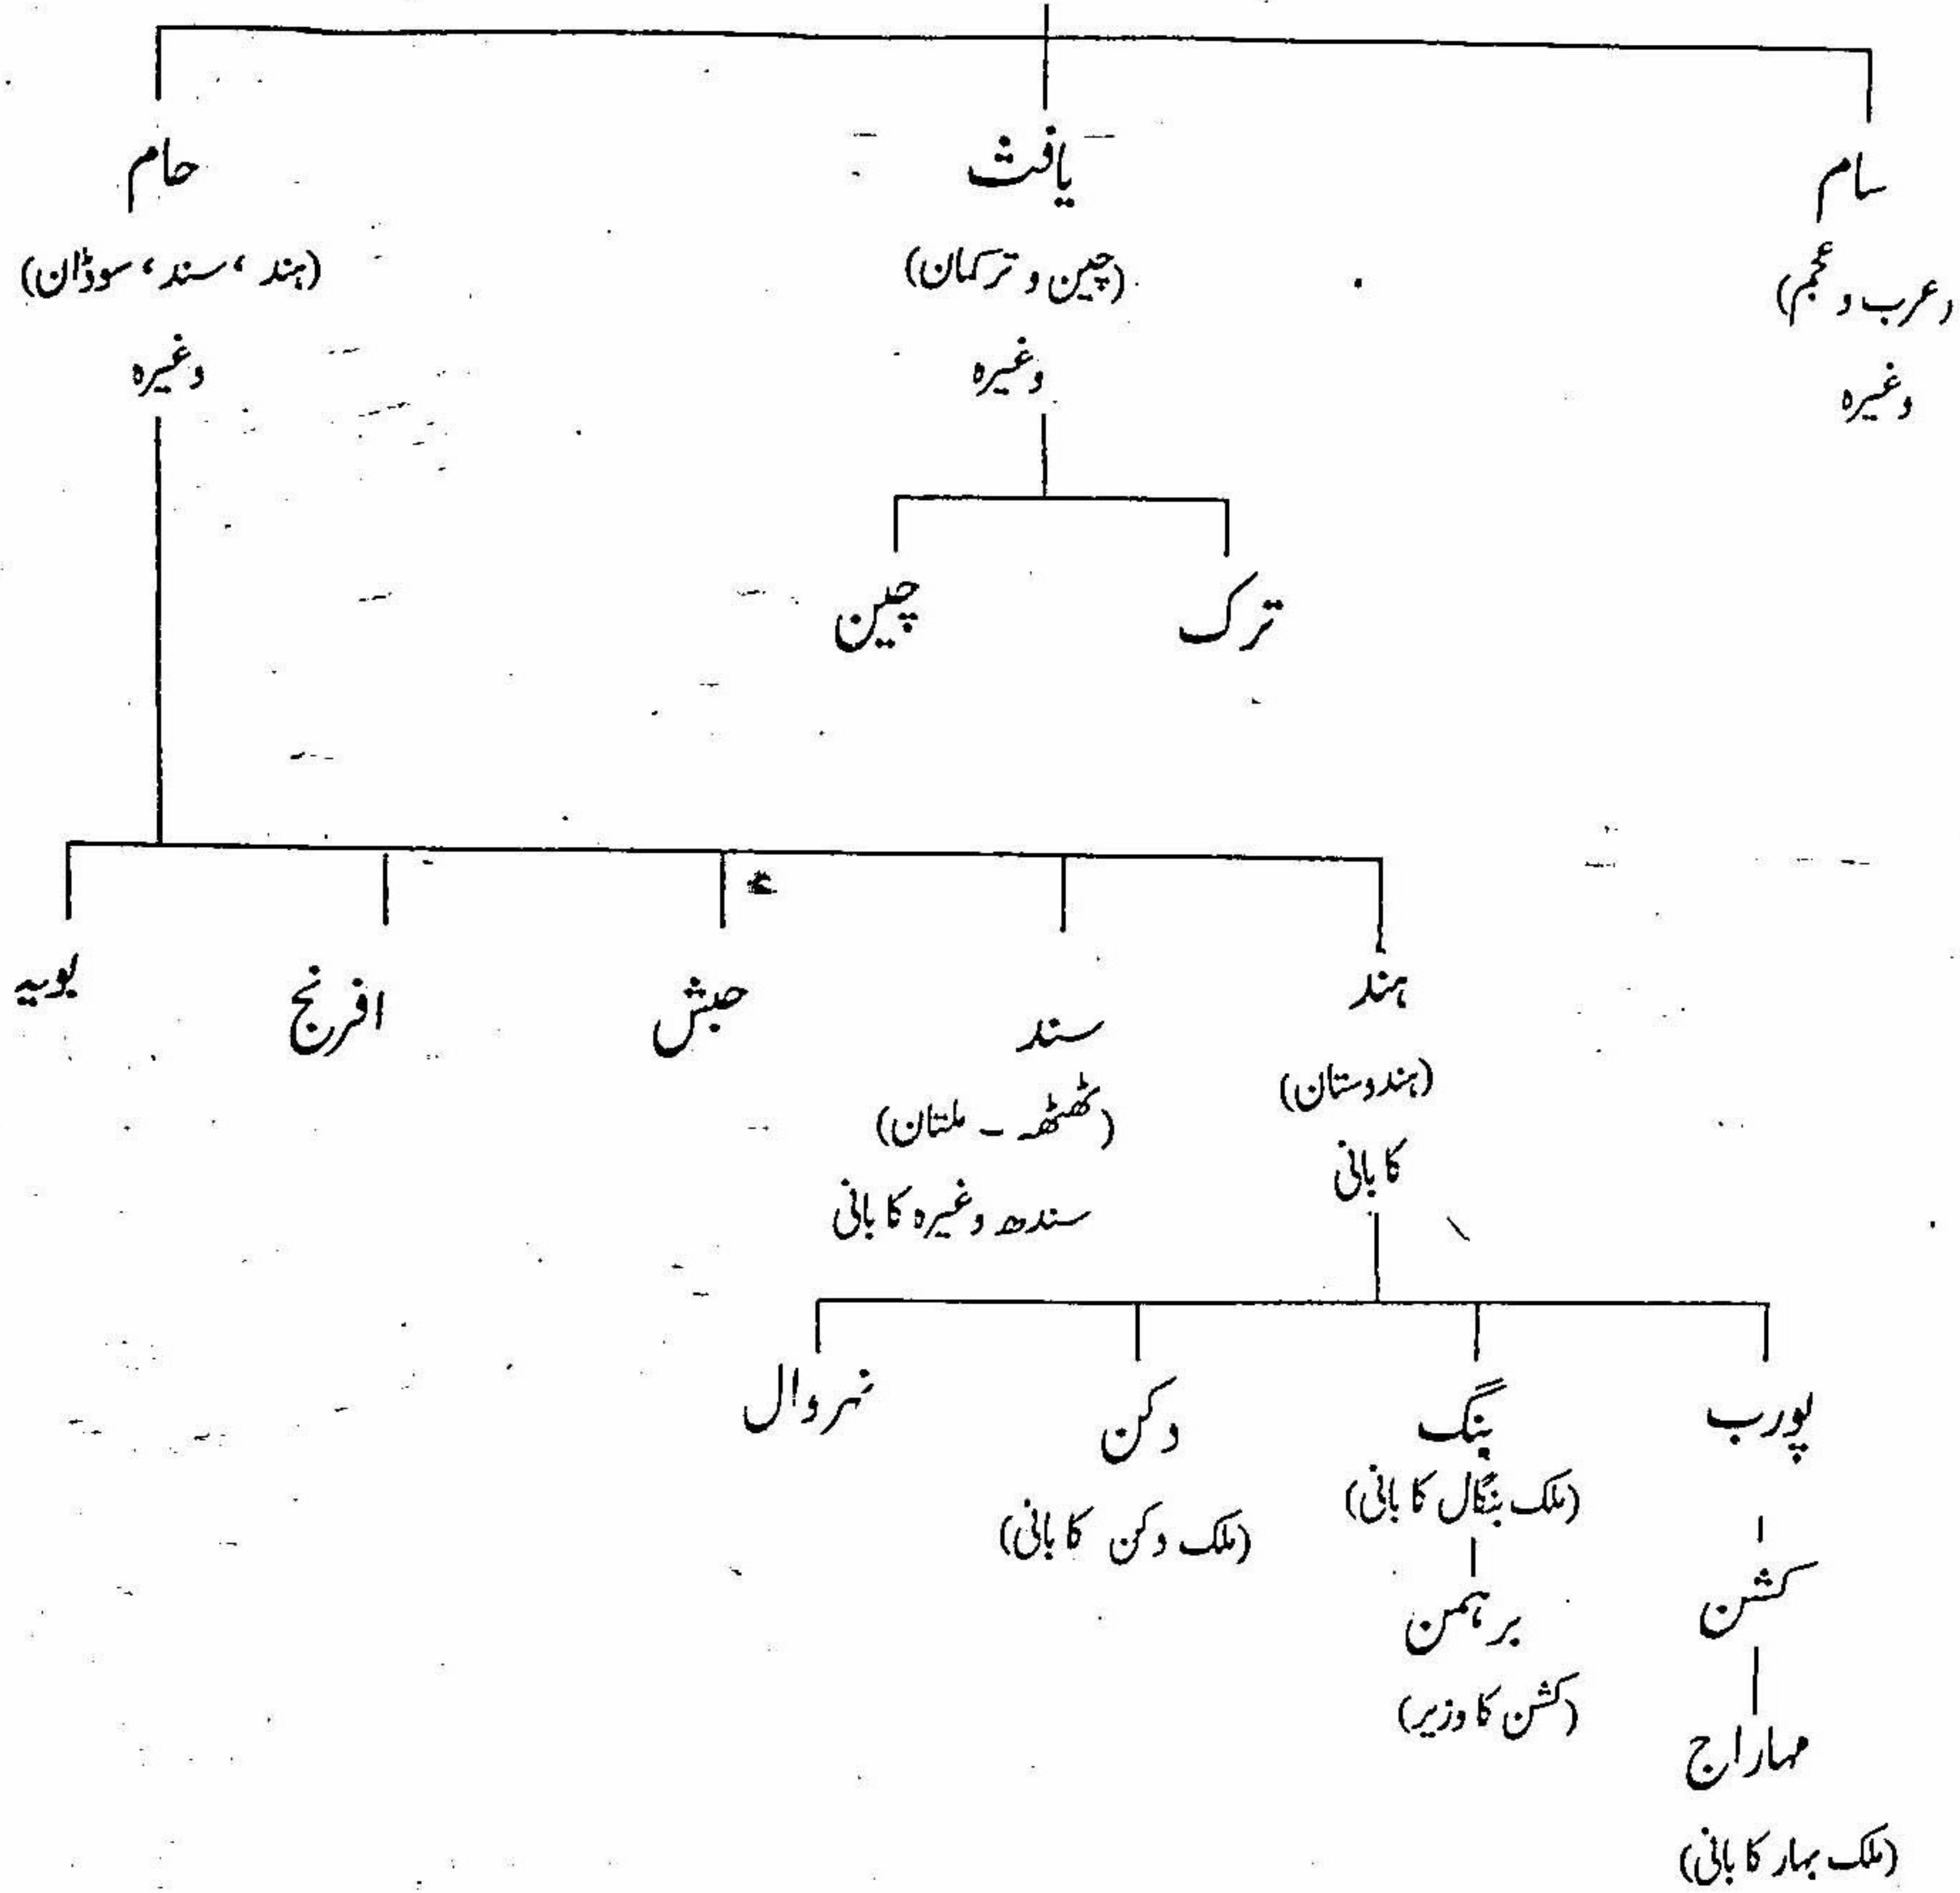 سام
(عرب و عجم)
وغیرہ
یافث
(چین و ترکمان)
وغیرہ
حام
(ہند، سند، سوڈان)
وغیرہ
ترک
چین
ہند
(ہندوستان)
کا بانی
سند
(ٹھٹھہ - ملتان)
سندھ وغیرہ کا بانی
حبش
افرنج
بویہ
پورب
کشن
مہاراج
(ملک بہار کا بانی)
بنگ
(ملک بنگال کا بانی)
برہمن
(کشن کا وزیر)
دکن
(ملک دکن کا بانی)
نہروال